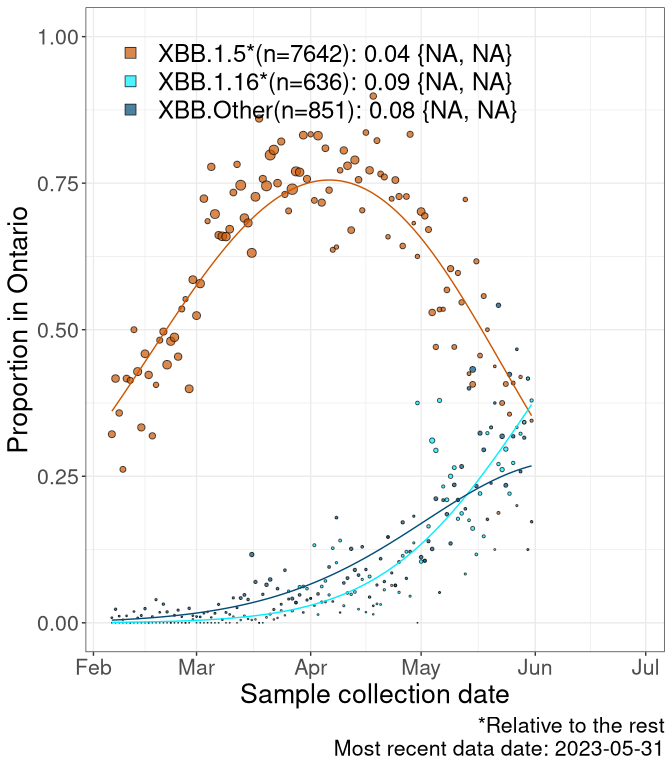 1.00
XBB.1.5*(n=7642): 0.04 {NA, NA}
XBB.1.16*(n=636): 0.09 {NA, NA}
XBB.Other(n=851): 0.08 {NA, NA}
0.75
Proportion in Ontario
0.50
0.25
0.00
Feb Mar Apr May Jun Jul
Sample collection date
*Relative to the rest
Most recent data date: 2023-05-31